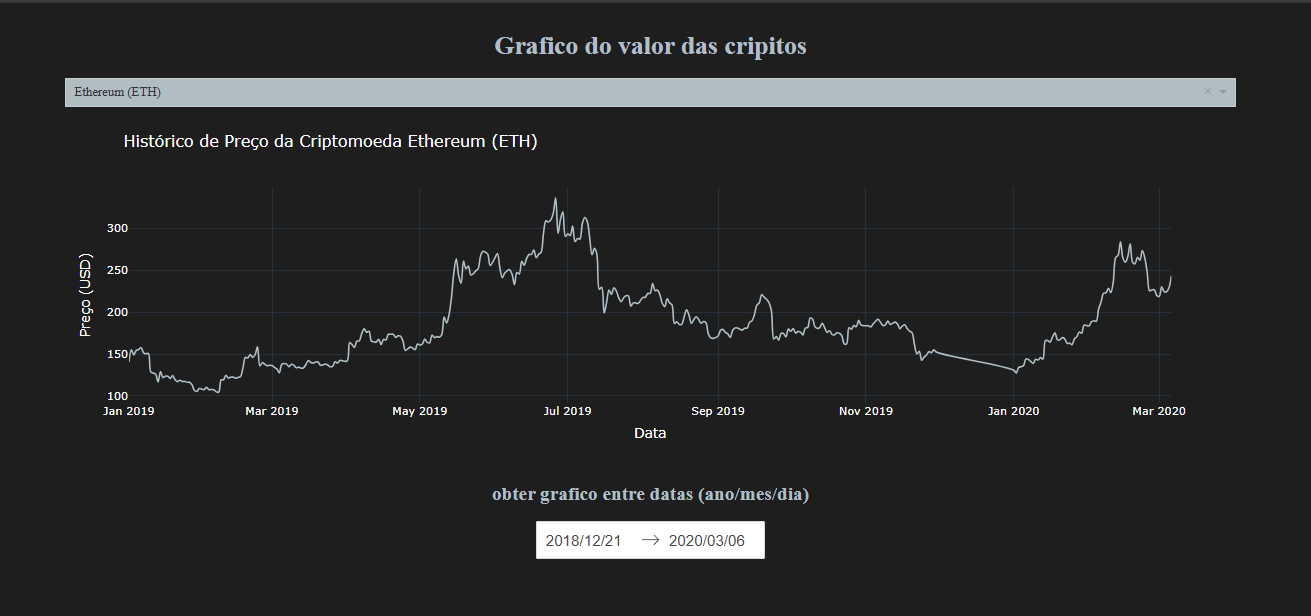 Grafico do valor das cripitos
Ethereum (ETH) ×
Histórico de Preço da Criptomoeda Ethereum (ETH)
Preço (USD)
300
250
200
150
100
Jan 2019 Mar 2019 May 2019 Jul 2019 Sep 2019 Nov 2019 Jan 2020 Mar 2020
Data
obter grafico entre datas (ano/mes/dia)
2018/12/21 → 2020/03/06